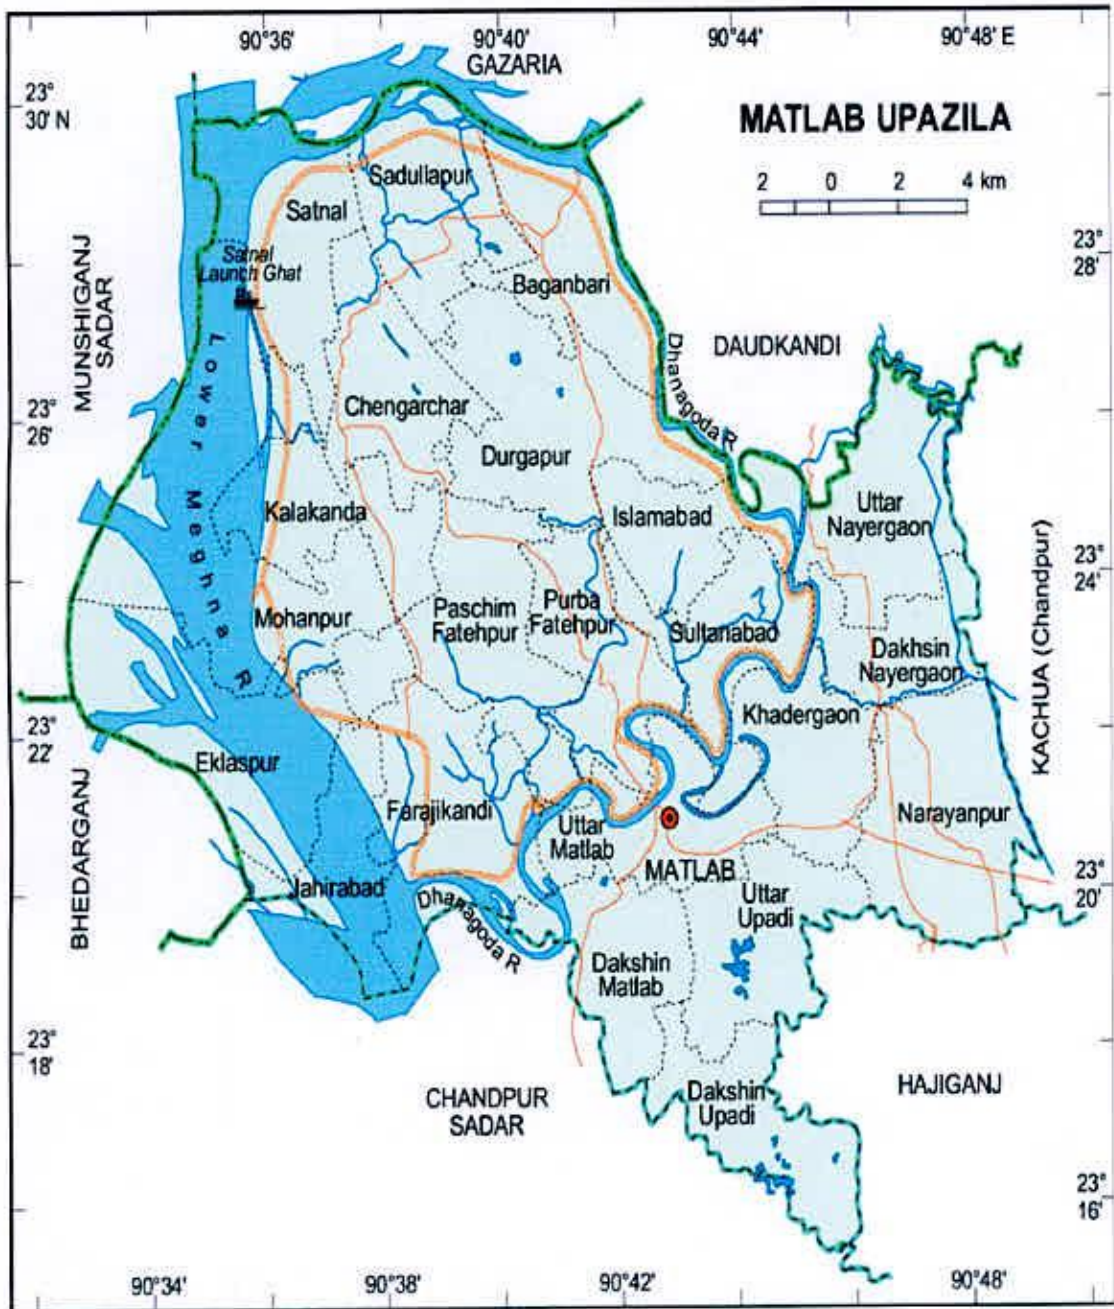 90°36'
90°40'
90°44'
90°48' E
GAZARIA
23°
30' N
MATLAB UPAZILA
2 0 2 4 km
Sadullapur
Satnal
23°
28'
Satnal
Launch Ghat
MUNSHIGANJ
SADAR
Baganbari
DAUDKANDI
Dhanagoda R
Lower Meghna R
23°
26'
Chengarchar
Durgapur
Kalakanda
Islamabad
Uttar
Nayergaon
KACHUA (Chandpur)
23°
24'
Mohanpur
Paschim
Fatehpur
Purba
Fatehpur
Sultanabad
Dakhsin
Nayergaon
23°
22'
Khadergaon
Eklaspur
BHEDARGANJ
Farajikandi
Uttar
Matlab
Narayanpur
MATLAB
Jahirabad
Dhanagoda R
Uttar
Upadi
23°
20'
Dakshin
Matlab
23°
18'
CHANDPUR
SADAR
Dakshin
Upadi
HAJIGANJ
23°
16'
90°34'
90°38'
90°42'
90°48'